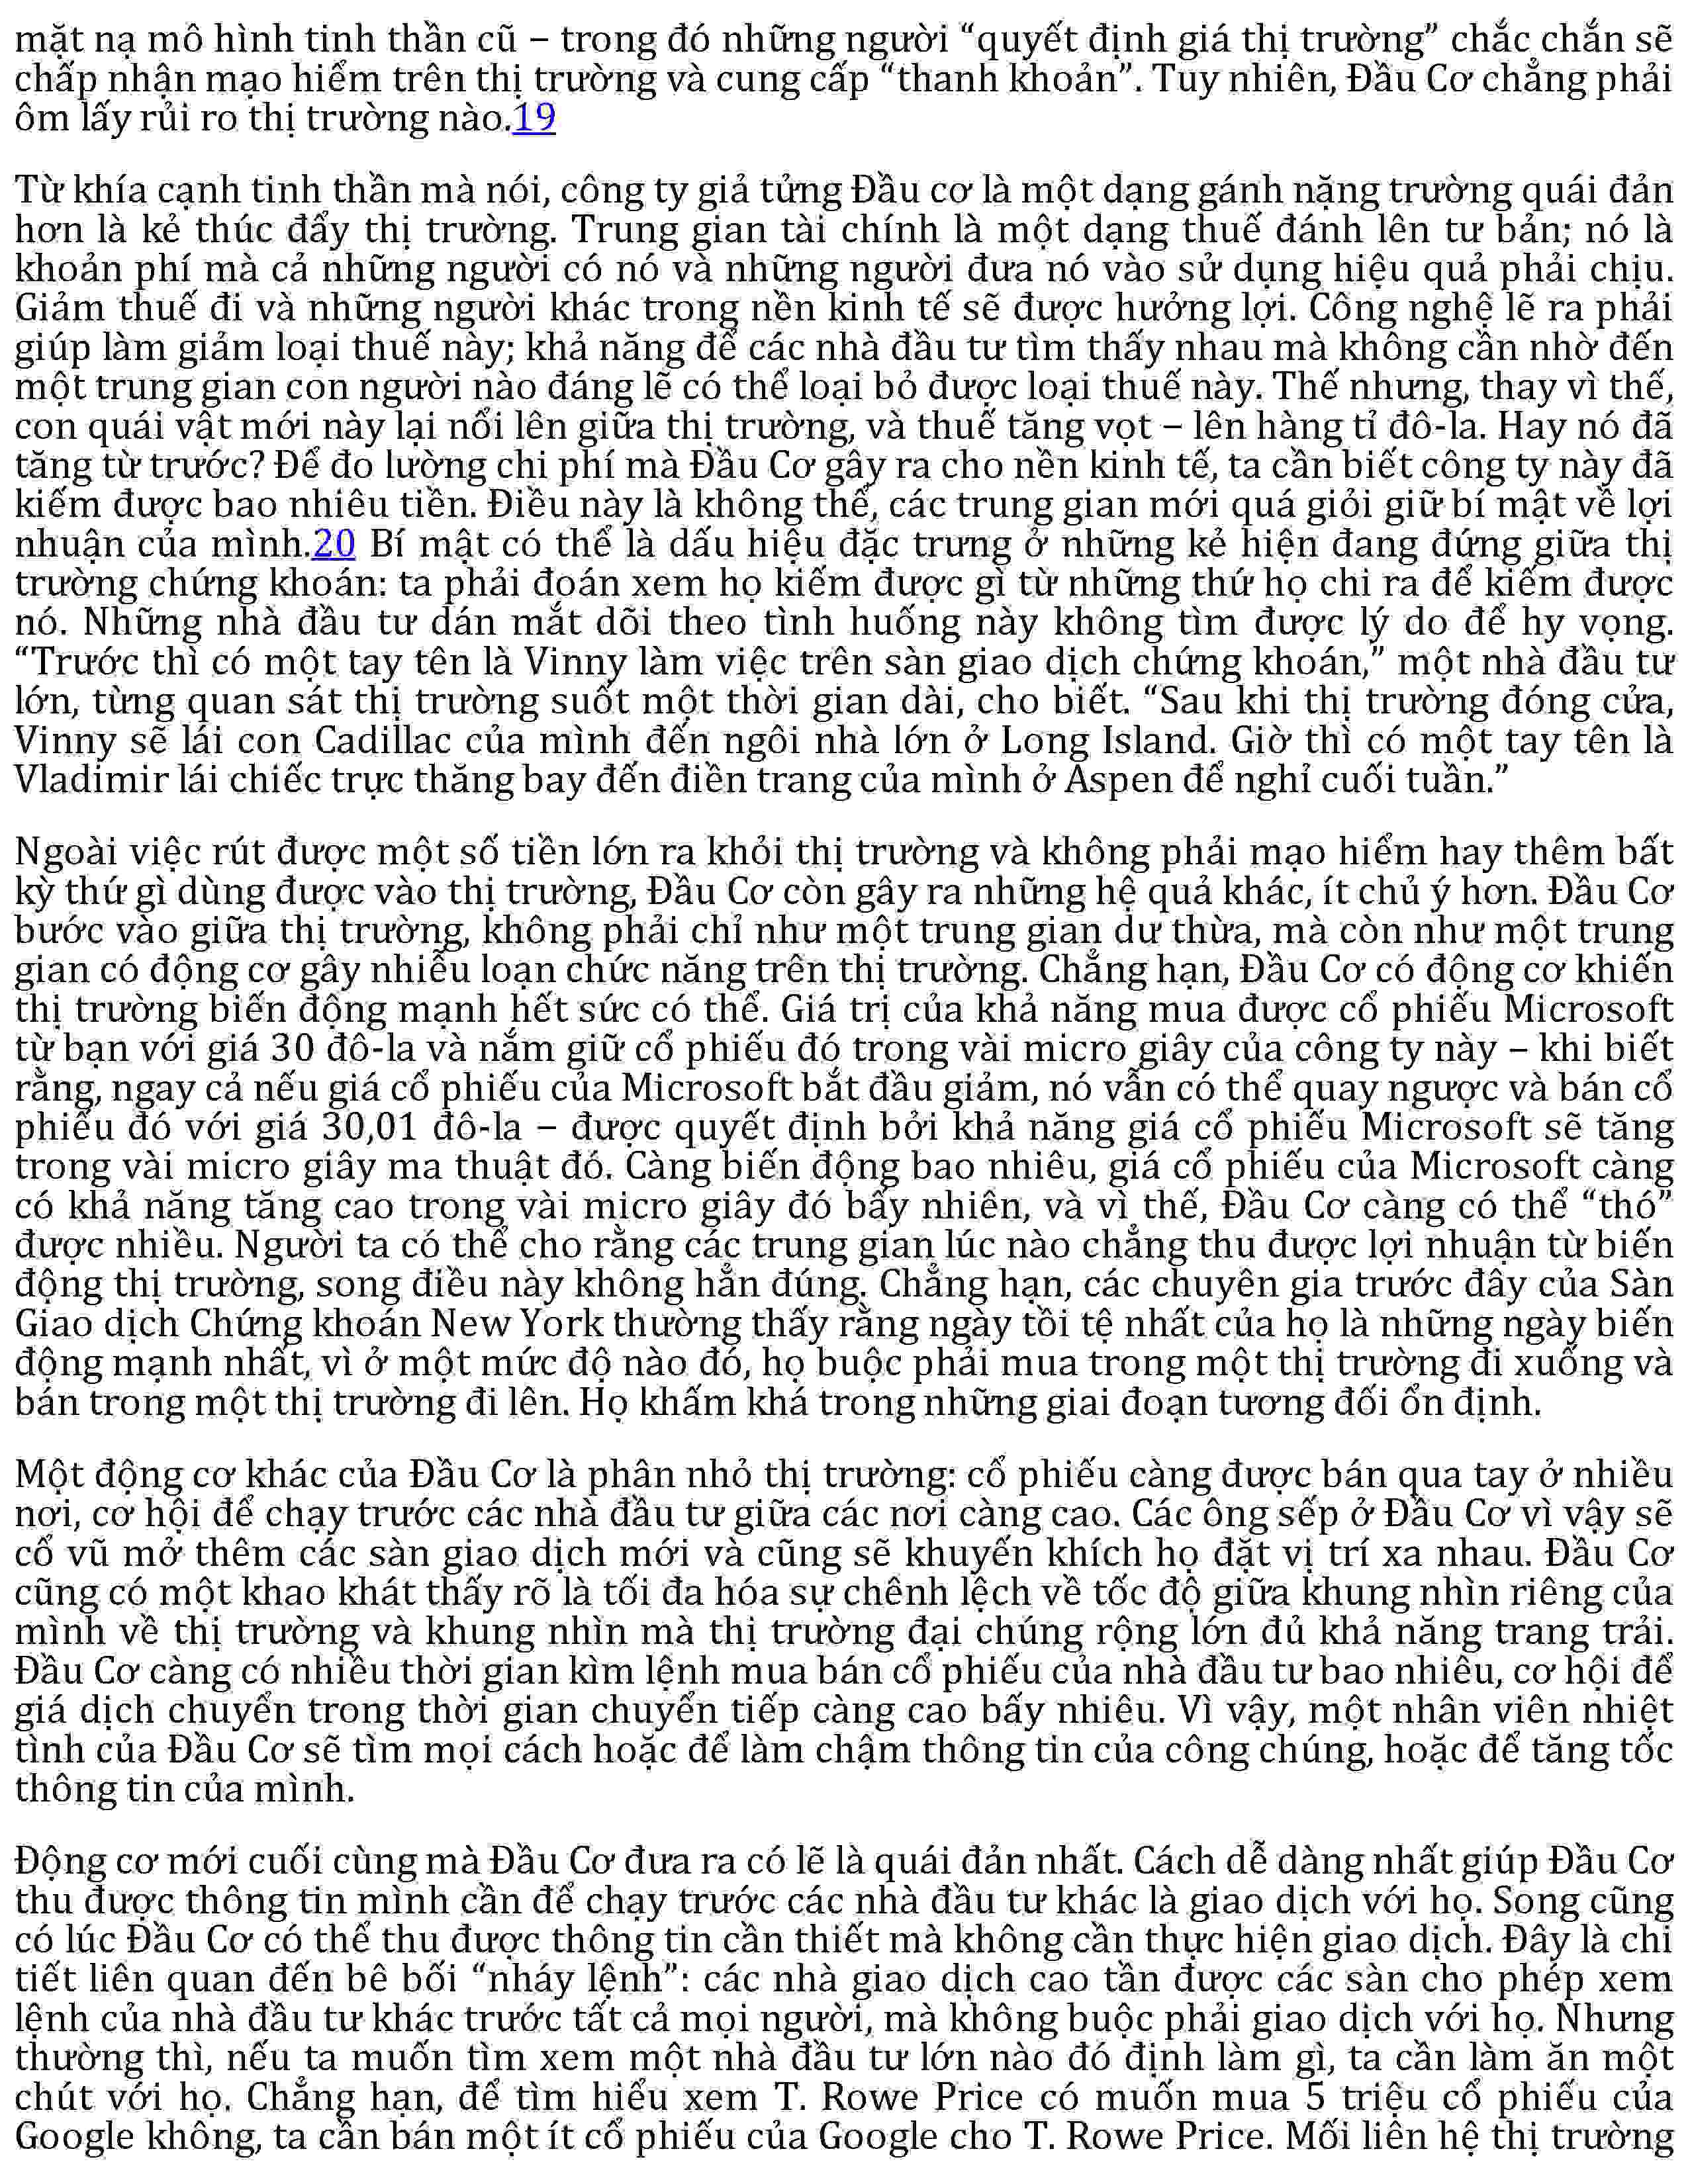 mặt nạ mô hình tinh thần cũ – trong đó những người “quyết định giá thị trường” chắc chắn sẽ
chấp nhận mạo hiểm trên thị trường và cung cấp “thanh khoản”. Tuy nhiên, Đầu Cơ chẳng phải
ôm lấy rủi ro thị trường nào.19
Từ khía cạnh tinh thần mà nói, công ty giả tửng Đầu cơ là một dạng gánh nặng trường quái đản
hơn là kẻ thúc đẩy thị trường. Trung gian tài chính là một dạng thuế đánh lên tư bản; nó là
khoản phí mà cả những người có nó và những người đưa nó vào sử dụng hiệu quả phải chịu.
Giảm thuế đi và những người khác trong nền kinh tế sẽ được hưởng lợi. Công nghệ lẽ ra phải
giúp làm giảm loại thuế này; khả năng để các nhà đầu tư tìm thấy nhau mà không cần nhờ đến
một trung gian con người nào đáng lẽ có thể loại bỏ được loại thuế này. Thế nhưng, thay vì thế,
con quái vật mới này lại nổi lên giữa thị trường, và thuế tăng vọt – lên hàng tỉ đô-la. Hay nó đã
tăng từ trước? Để đo lường chi phí mà Đầu Cơ gây ra cho nền kinh tế, ta cần biết công ty này đã
kiếm được bao nhiêu tiền. Điều này là không thể, các trung gian mới quá giỏi giữ bí mật về lợi
nhuận của mình.20 Bí mật có thể là dấu hiệu đặc trưng ở những kẻ hiện đang đứng giữa thị
trường chứng khoán: ta phải đoán xem họ kiếm được gì từ những thứ họ chi ra để kiếm được
nó. Những nhà đầu tư dán mắt dõi theo tình huống này không tìm được lý do để hy vọng.
“Trước thì có một tay tên là Vinny làm việc trên sàn giao dịch chứng khoán,” một nhà đầu tư
lớn, từng quan sát thị trường suốt một thời gian dài, cho biết. “Sau khi thị trường đóng cửa,
Vinny sẽ lái con Cadillac của mình đến ngôi nhà lớn ở Long Island. Giờ thì có một tay tên là
Vladimir lái chiếc trực thăng bay đến điền trang của mình ở Aspen để nghỉ cuối tuần.”
Ngoài việc rút được một số tiền lớn ra khỏi thị trường và không phải mạo hiểm hay thêm bất
kỳ thứ gì dùng được vào thị trường, Đầu Cơ còn gây ra những hệ quả khác, ít chủ ý hơn. Đầu Cơ
bước vào giữa thị trường, không phải chỉ như một trung gian dư thừa, mà còn như một trung
gian có động cơ gây nhiễu loạn chức năng trên thị trường. Chẳng hạn, Đầu Cơ có động cơ khiến
thị trường biến động mạnh hết sức có thể. Giá trị của khả năng mua được cổ phiếu Microsoft
từ bạn với giá 30 đô-la và nắm giữ cổ phiếu đó trong vài micro giây của công ty này – khi biết
rằng, ngay cả nếu giá cổ phiếu của Microsoft bắt đầu giảm, nó vẫn có thể quay ngược và bán cổ
phiếu đó với giá 30,01 đô-la – được quyết định bởi khả năng giá cổ phiếu Microsoft sẽ tăng
trong vài micro giây ma thuật đó. Càng biến động bao nhiêu, giá cổ phiếu của Microsoft càng
có khả năng tăng cao trong vài micro giây đó bấy nhiên, và vì thế, Đầu Cơ càng có thể “thó”
được nhiều. Người ta có thể cho rằng các trung gian lúc nào chẳng thu được lợi nhuận từ biến
động thị trường, song điều này không hẳn đúng. Chẳng hạn, các chuyên gia trước đây của Sàn
Giao dịch Chứng khoán New York thường thấy rằng ngày tồi tệ nhất của họ là những ngày biến
động mạnh nhất, vì ở một mức độ nào đó, họ buộc phải mua trong một thị trường đi xuống và
bán trong một thị trường đi lên. Họ khấm khá trong những giai đoạn tương đối ổn định.
Một động cơ khác của Đầu Cơ là phân nhỏ thị trường: cổ phiếu càng được bán qua tay ở nhiều
nơi, cơ hội để chạy trước các nhà đầu tư giữa các nơi càng cao. Các ông sếp ở Đầu Cơ vì vậy sẽ
cổ vũ mở thêm các sàn giao dịch mới và cũng sẽ khuyến khích họ đặt vị trí xa nhau. Đầu Cơ
cũng có một khao khát thấy rõ là tối đa hóa sự chênh lệch về tốc độ giữa khung nhìn riêng của
mình về thị trường và khung nhìn mà thị trường đại chúng rộng lớn đủ khả năng trang trải.
Đầu Cơ càng có nhiều thời gian kìm lệnh mua bán cổ phiếu của nhà đầu tư bao nhiêu, cơ hội để
giá dịch chuyển trong thời gian chuyển tiếp càng cao bấy nhiêu. Vì vậy, một nhân viên nhiệt
tình của Đầu Cơ sẽ tìm mọi cách hoặc để làm chậm thông tin của công chúng, hoặc để tăng tốc
thông tin của mình.
Động cơ mới cuối cùng mà Đầu Cơ đưa ra có lẽ là quái đản nhất. Cách dễ dàng nhất giúp Đầu Cơ
thu được thông tin mình cần để chạy trước các nhà đầu tư khác là giao dịch với họ. Song cũng
có lúc Đầu Cơ có thể thu được thông tin cần thiết mà không cần thực hiện giao dịch. Đây là chi
tiết liên quan đến bê bối “nháy lệnh”: các nhà giao dịch cao tần được các sàn cho phép xem
lệnh của nhà đầu tư khác trước tất cả mọi người, mà không buộc phải giao dịch với họ. Nhưng
thường thì, nếu ta muốn tìm xem một nhà đầu tư lớn nào đó định làm gì, ta cần làm ăn một
chút với họ. Chẳng hạn, để tìm hiểu xem T. Rowe Price có muốn mua 5 triệu cổ phiếu của
Google không, ta cần bán một ít cổ phiếu của Google cho T. Rowe Price. Mối liên hệ thị trường